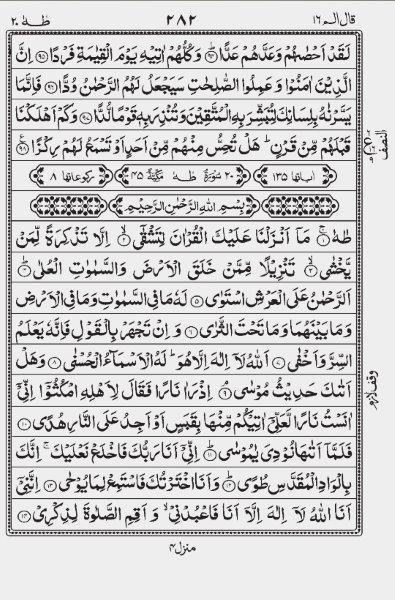 قال الم ١٦ ٢٨٢ طٰهٰ ٢٠
لَقَدْ اَحْصٰىهُمْ وَعَدَّهُمْ عَدًّا ﴿٩٤﴾ وَكُلُّهُمْ اٰتِيْهِ يَوْمَ الْقِيٰمَةِ فَرْدًا ﴿٩٥﴾ اِنَّ
الَّذِيْنَ اٰمَنُوْا وَعَمِلُوا الصّٰلِحٰتِ سَيَجْعَلُ لَهُمُ الرَّحْمٰنُ وُدًّا ﴿٩٦﴾ فَاِنَّمَا
يَسَّرْنٰهُ بِلِسَانِكَ لِتُبَشِّرَ بِهِ الْمُتَّقِيْنَ وَتُنْذِرَ بِهٖ قَوْمًا لُّدًّا ﴿٩٧﴾ وَكَمْ اَهْلَكْنَا
قَبْلَهُمْ مِّنْ قَرْنٍ ؕ هَلْ تُحِسُّ مِنْهُمْ مِّنْ اَحَدٍ اَوْ تَسْمَعُ لَهُمْ رِكْزًا ﴿٩٨﴾
اٰياتها ١٣٥ ٢٠ سُوْرَةُ طٰهٰ مَكِّيَّةٌ ٤٥ ركوعاتها ٨
بِسْمِ اللّٰهِ الرَّحْمٰنِ الرَّحِيْمِ
طٰهٰ ﴿١﴾ مَاۤ اَنْزَلْنَا عَلَيْكَ الْقُرْاٰنَ لِتَشْقٰۤى ﴿٢﴾ اِلَّا تَذْكِرَةً لِّمَنْ
يَّخْشٰى ﴿٣﴾ تَنْزِيْلًا مِّمَّنْ خَلَقَ الْاَرْضَ وَالسَّمٰوٰتِ الْعُلٰى ﴿٤﴾
اَلرَّحْمٰنُ عَلَى الْعَرْشِ اسْتَوٰى ﴿٥﴾ لَهٗ مَا فِى السَّمٰوٰتِ وَمَا فِى الْاَرْضِ
وَمَا بَيْنَهُمَا وَمَا تَحْتَ الثَّرٰى ﴿٦﴾ وَاِنْ تَجْهَرْ بِالْقَوْلِ فَاِنَّهٗ يَعْلَمُ
السِّرَّ وَاَخْفٰى ﴿٧﴾ اَللّٰهُ لَاۤ اِلٰهَ اِلَّا هُوَ ؕ لَهُ الْاَسْمَآءُ الْحُسْنٰى ﴿٨﴾ وَهَلْ
اَتٰىكَ حَدِيْثُ مُوْسٰى ﴿٩﴾ اِذْ رَاٰ نَارًا فَقَالَ لِاَهْلِهِ امْكُثُوْۤا اِنِّيْۤ
اٰنَسْتُ نَارًا لَّعَلِّيْۤ اٰتِيْكُمْ مِّنْهَا بِقَبَسٍ اَوْ اَجِدُ عَلَى النَّارِ هُدًى ﴿١٠﴾
فَلَمَّاۤ اَتٰىهَا نُوْدِيَ يٰمُوْسٰى ﴿١١﴾ اِنِّيْۤ اَنَا رَبُّكَ فَاخْلَعْ نَعْلَيْكَ ۚ اِنَّكَ
بِالْوَادِ الْمُقَدَّسِ طُوًى ﴿١٢﴾ وَاَنَا اخْتَرْتُكَ فَاسْتَمِعْ لِمَا يُوْحٰى ﴿١٣﴾ اِنَّنِيْۤ
اَنَا اللّٰهُ لَاۤ اِلٰهَ اِلَّاۤ اَنَا فَاعْبُدْنِيْ ۙ وَاَقِمِ الصَّلٰوةَ لِذِكْرِيْ ﴿١٤﴾
النصف
وقف لازم
منزل ٤